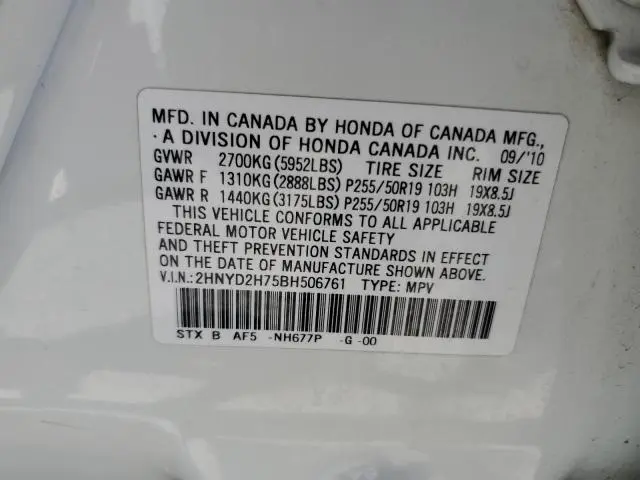 MFD. IN CANADA BY HONDA OF CANADA MFG.,
· A DIVISION OF HONDA CANADA INC. 09/'10
GVWR 2700KG (5952LBS) TIRE SIZE RIM SIZE
GAWR F 1310KG (2888LBS) P255/50R19 103H 19X8.5J
GAWR R 1440KG (3175LBS) P255/50R19 103H 19X8.5J
THIS VEHICLE CONFORMS TO ALL APPLICABLE
FEDERAL MOTOR VEHICLE SAFETY
AND THEFT PREVENTION STANDARDS IN EFFECT
ON THE DATE OF MANUFACTURE SHOWN ABOVE.
V.I.N.:2HNYD2H75BH506761 TYPE: MPV
STX B AF5 -NH677P -G -00